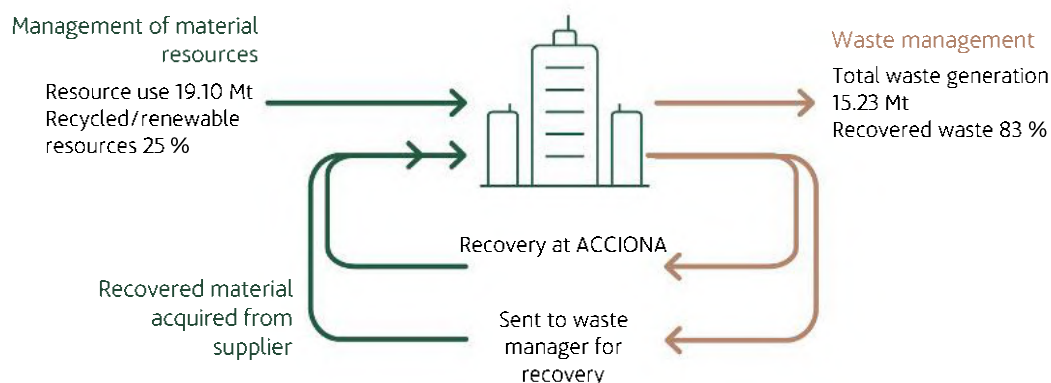 Management of material
resources
Resource use 19.10 Mt
Recycled/renewable
resources 25 %
Waste management
Total waste generation
15.23 Mt
Recovered waste 83 %
Recovery at ACCIONA
Recovered material
acquired from
supplier
Sent to waste
manager for
recovery